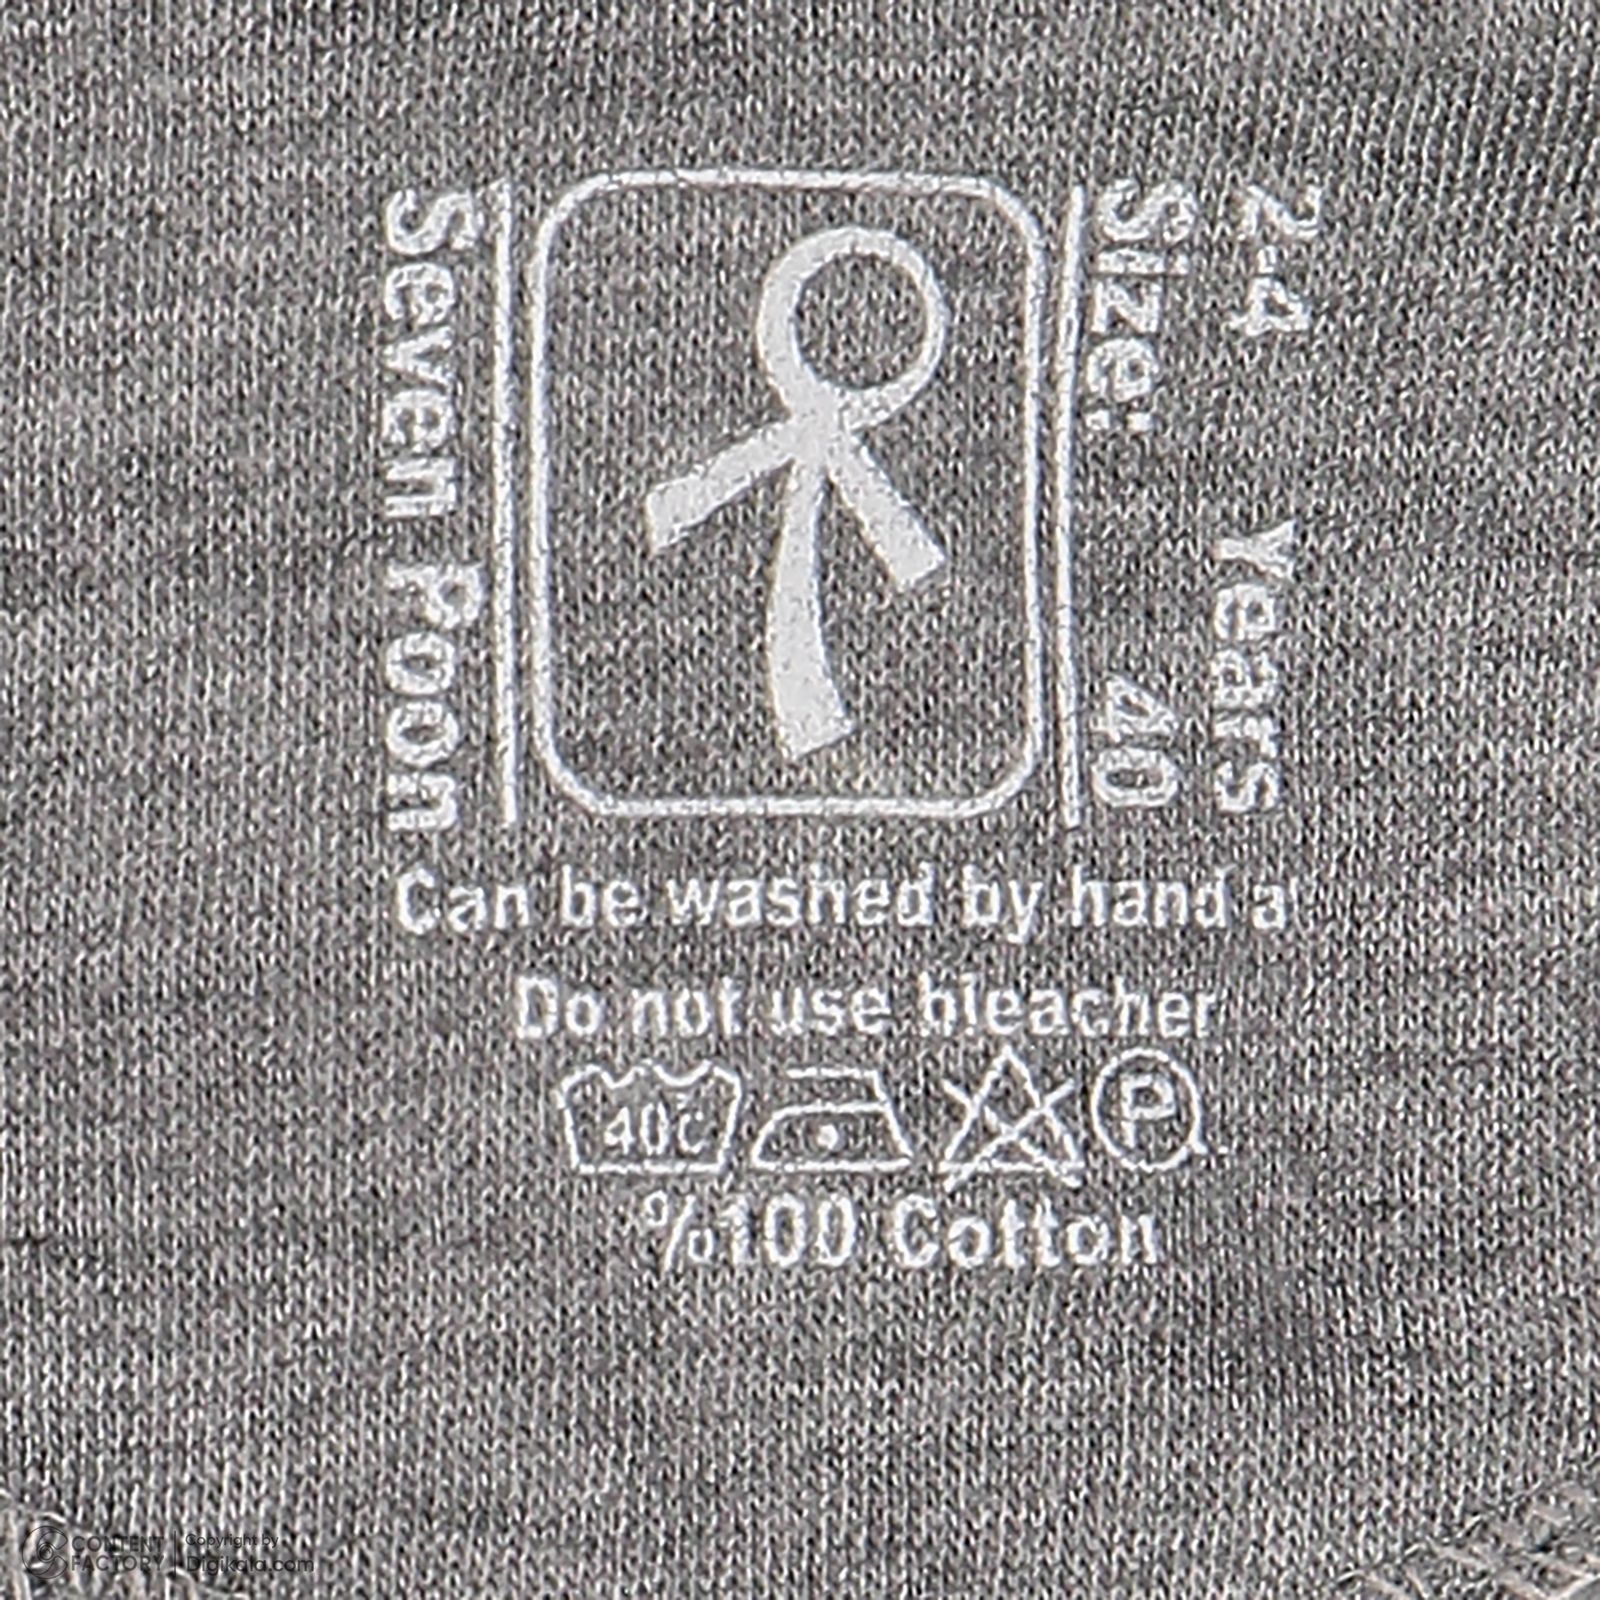 Seven Poon
Size: 40
2-4 Years
Can be washed by hand a
Do not use bleacher
40°C
P
%100 Cotton
CONTENT FACTORY
Copyright by
Digikala.com